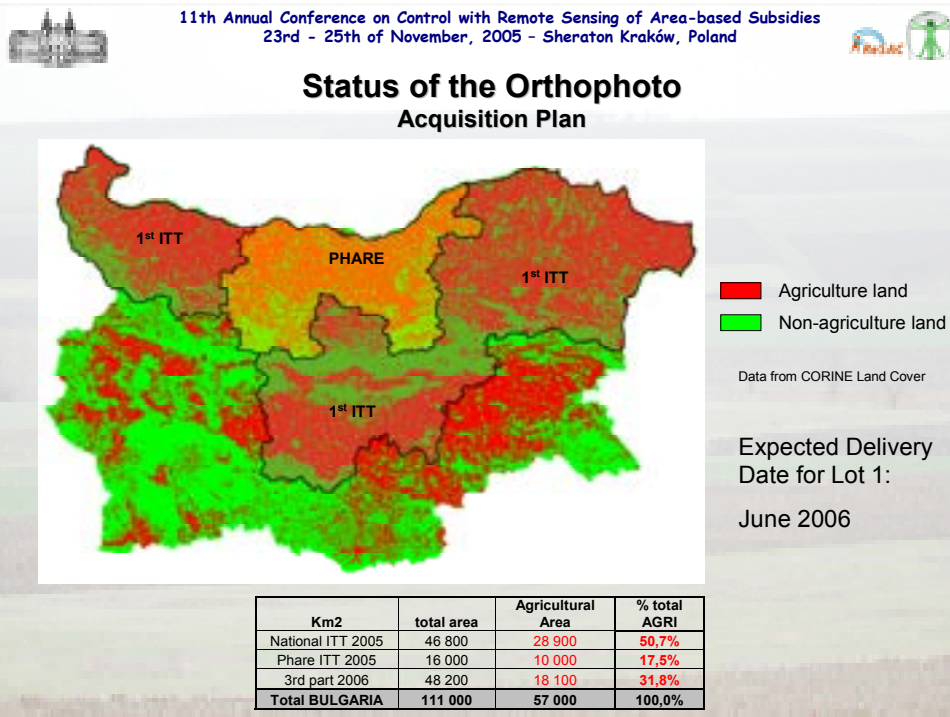 11th Annual Conference on Control with Remote Sensing of Area-based Subsidies
23rd - 25th of November, 2005 – Sheraton Kraków, Poland
Status of the Orthophoto
Acquisition Plan
1st ITT
PHARE
1st ITT
1st ITT
Agriculture land
Non-agriculture land
Data from CORINE Land Cover
Expected Delivery
Date for Lot 1:
June 2006
Km2 total area Agricultural Area % total AGRI
National ITT 2005 46 800 28 900 50,7%
Phare ITT 2005 16 000 10 000 17,5%
3rd part 2006 48 200 18 100 31,8%
Total BULGARIA 111 000 57 000 100,0%